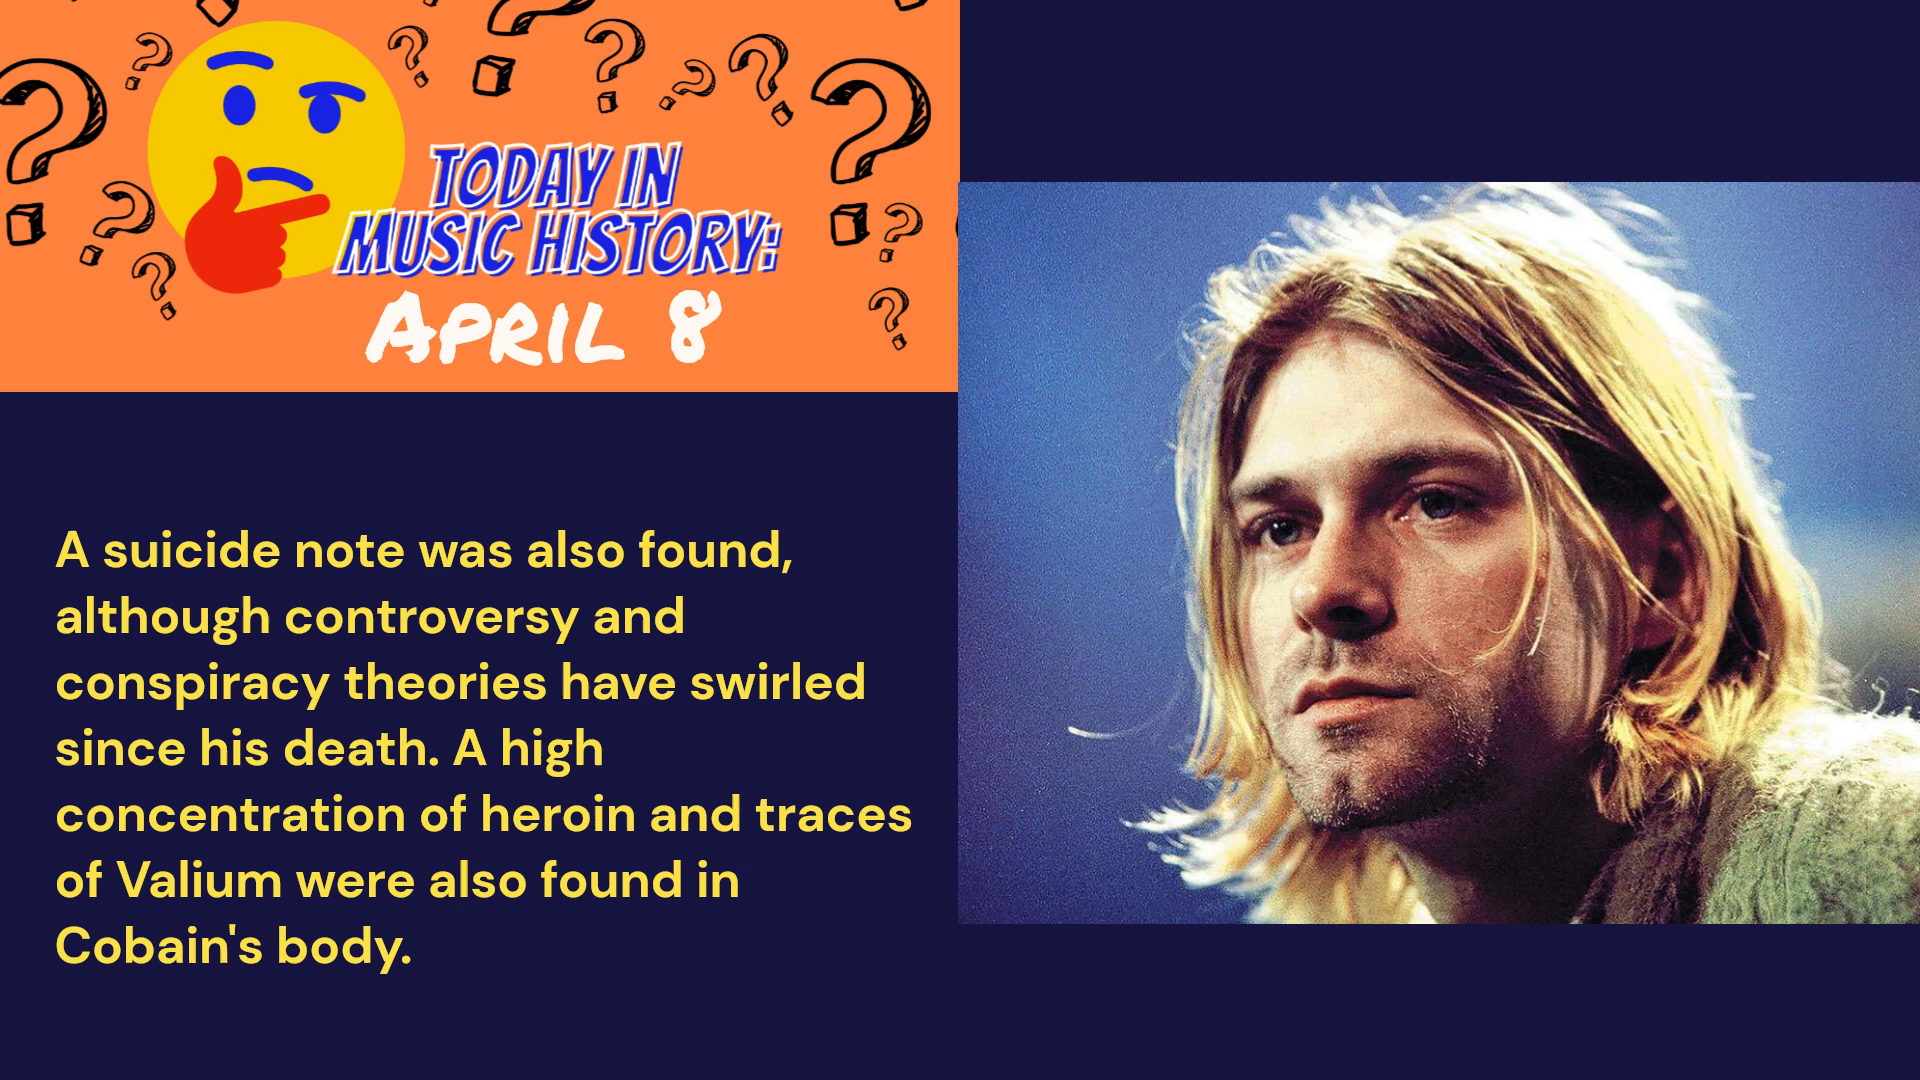 TODAY IN
MUSIC HISTORY:
APRIL 8
A suicide note was also found,
although controversy and
conspiracy theories have swirled
since his death. A high
concentration of heroin and traces
of Valium were also found in
Cobain's body.